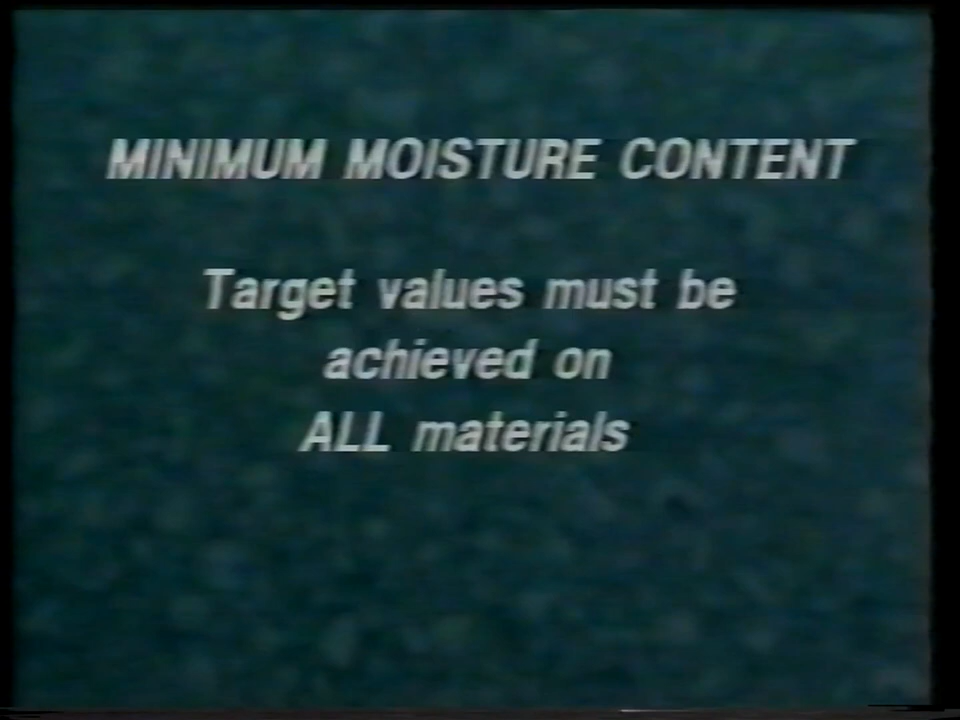 MINIMUM MOISTURE CONTENT
Target values must be
achieved on
ALL materials